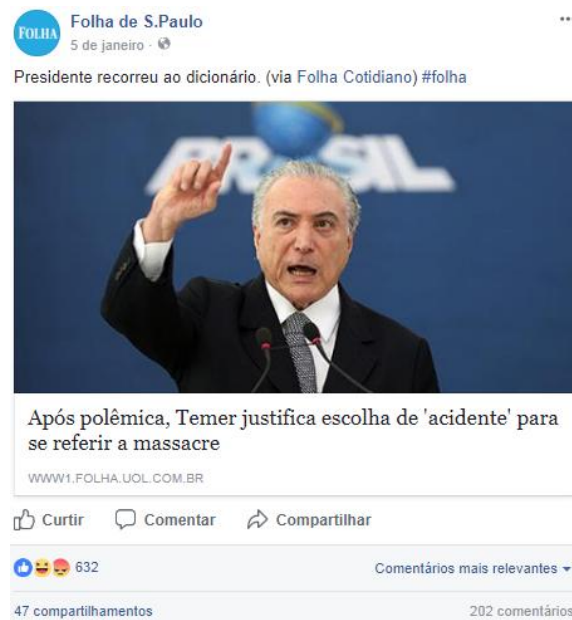 FOLHA
Folha de S.Paulo
5 de janeiro ·
Presidente recorreu ao dicionário. (via Folha Cotidiano) #folha
BRASIL
Após polêmica, Temer justifica escolha de 'acidente' para
se referir a massacre
WWW1.FOLHA.UOL.COM.BR
Curtir Comentar Compartilhar
632 Comentários mais relevantes
47 compartilhamentos 202 comentários